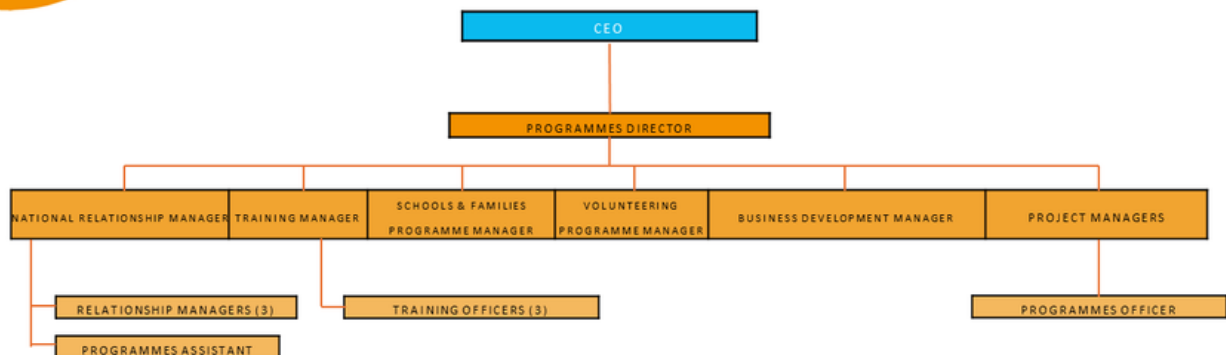 CEO
PROGRAMMES DIRECTOR
NATIONAL RELATIONSHIP MANAGER
TRAINING MANAGER
SCHOOLS & FAMILIES
PROGRAMME MANAGER
VOLUNTEERING
PROGRAMME MANAGER
BUSINESS DEVELOPMENT MANAGER
PROJECT MANAGERS
RELATIONSHIP MANAGERS (3)
TRAINING OFFICERS (3)
PROGRAMMES OFFICER
PROGRAMMES ASSISTANT